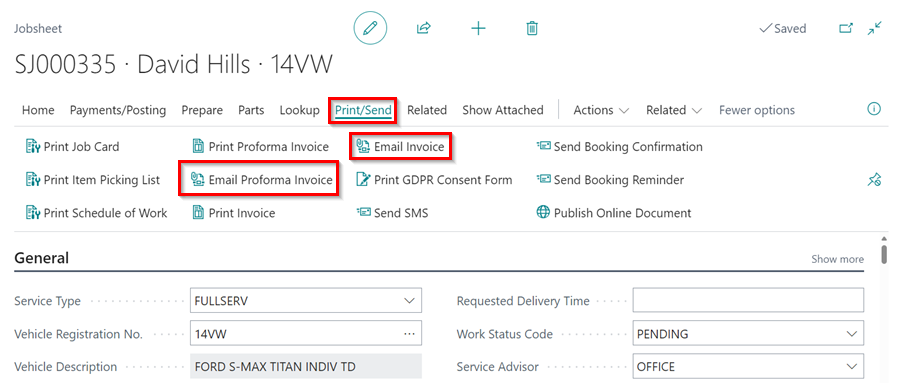 Jobsheet
Saved
SJ000335 · David Hills · 14VW
Home Payments/Posting Prepare Parts Lookup Print/Send Related Show Attached Actions Related Fewer options
Print Job Card Print Proforma Invoice Email Invoice Send Booking Confirmation
Print Item Picking List Email Proforma Invoice Print GDPR Consent Form Send Booking Reminder
Print Schedule of Work Print Invoice Send SMS Publish Online Document
General Show more
Service Type FULLSERV Requested Delivery Time
Vehicle Registration No. 14VW Work Status Code PENDING
Vehicle Description FORD S-MAX TITAN INDIV TD Service Advisor OFFICE